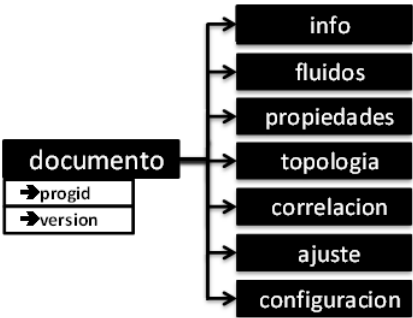 documento
progid
version
info
fluidos
propiedades
topologia
correlacion
ajuste
configuracion